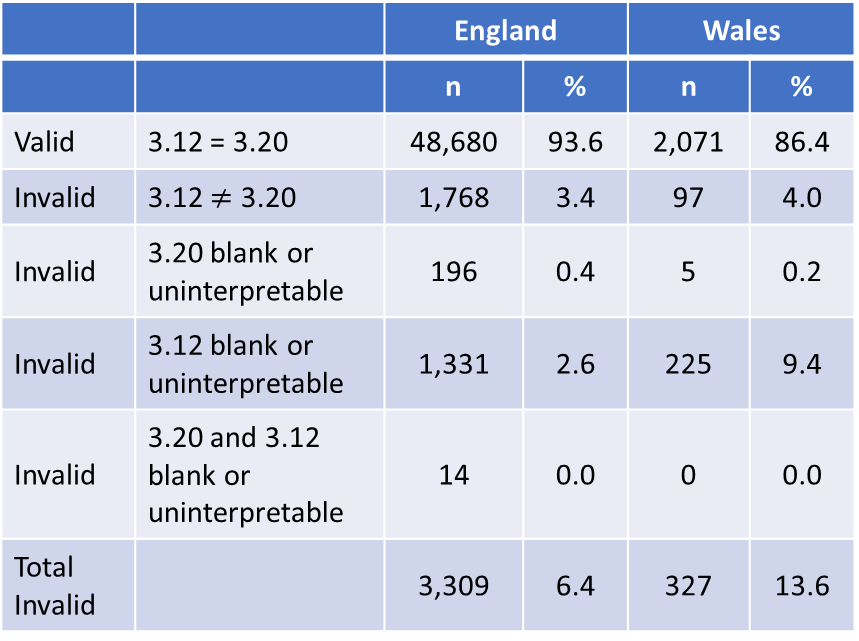 England Wales
n % n %
Valid 3.12 = 3.20 48,680 93.6 2,071 86.4
Invalid 3.12 ≠ 3.20 1,768 3.4 97 4.0
Invalid 3.20 blank or
uninterpretable 196 0.4 5 0.2
Invalid 3.12 blank or
uninterpretable 1,331 2.6 225 9.4
Invalid 3.20 and 3.12
blank or
uninterpretable 14 0.0 0 0.0
Total
Invalid 3,309 6.4 327 13.6